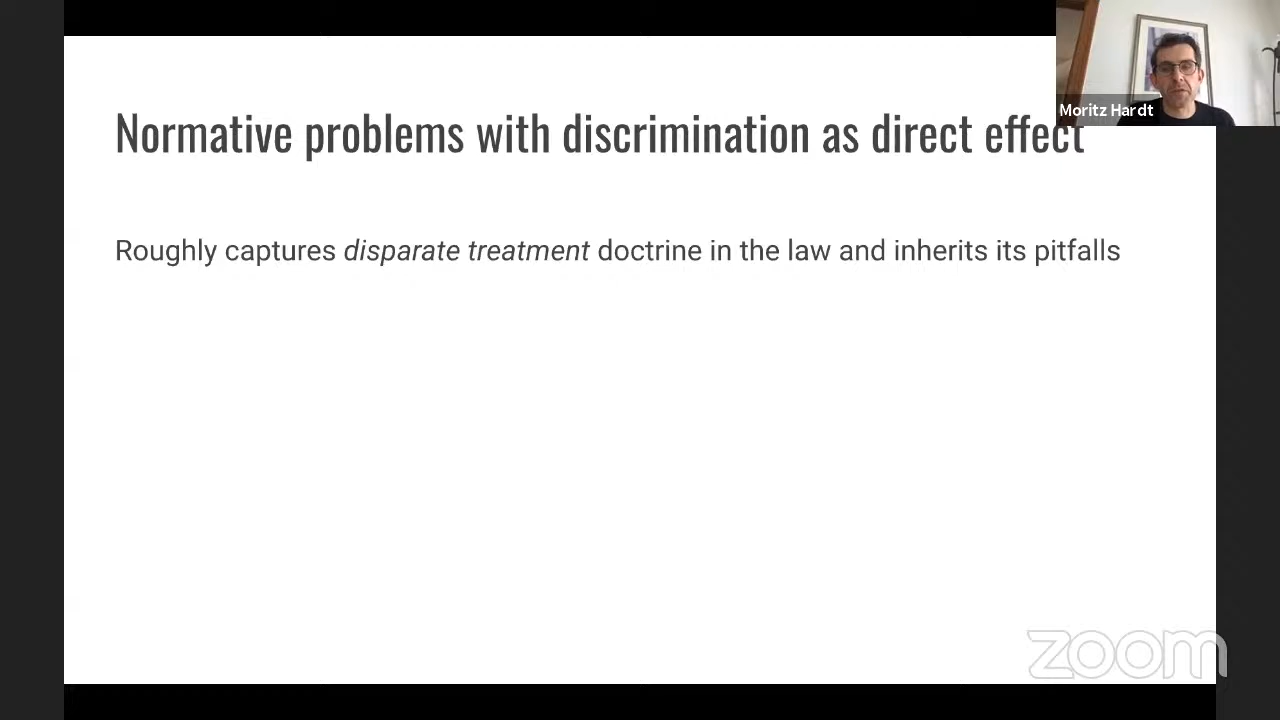 Moritz Hardt
Normative problems with discrimination as direct effect
Roughly captures disparate treatment doctrine in the law and inherits its pitfalls
zoom